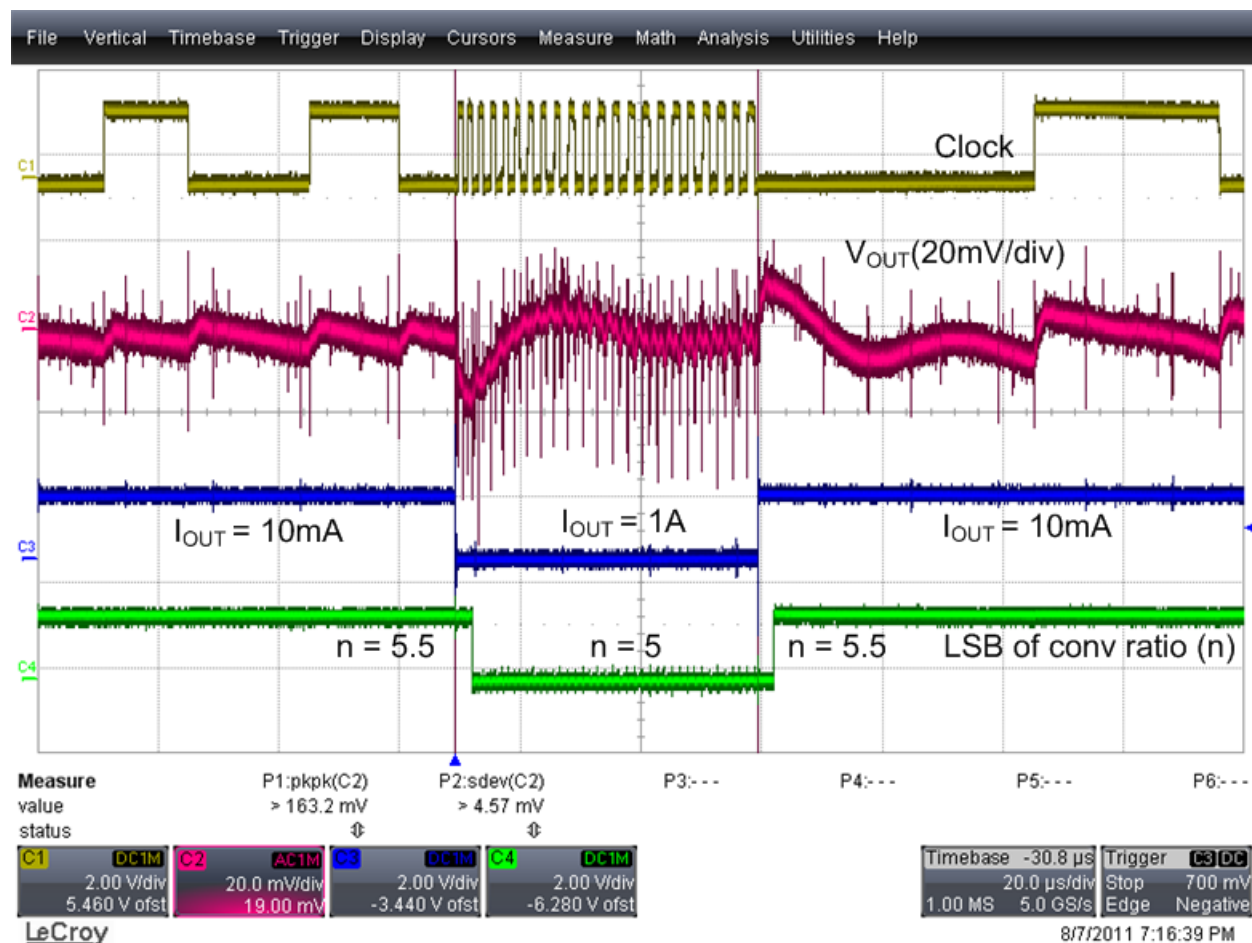 File Vertical Timebase Trigger Display Cursors Measure Math Analysis Utilities Help
C1
Clock
V_OUT(20mV/div)
C2
I_OUT = 10mA
I_OUT = 1A
I_OUT = 10mA
C3
n = 5.5
n = 5
n = 5.5
LSB of conv ratio (n)
C4
Measure P1:pkpk(C2) P2:sdev(C2) P3:- - - P4:- - - P5:- - - P6:- - -
value > 163.2 mV > 4.57 mV
status
C1 DC1M C2 AC1M C3 DC1M C4 DC1M Timebase -30.8 µs Trigger C3 DC
2.00 V/div 20.0 mV/div 2.00 V/div 2.00 V/div 20.0 µs/div Stop 700 mV
5.460 V ofst 19.00 mV -3.440 V ofst -6.280 V ofst 1.00 MS 5.0 GS/s Edge Negative
LeCroy 8/7/2011 7:16:39 PM